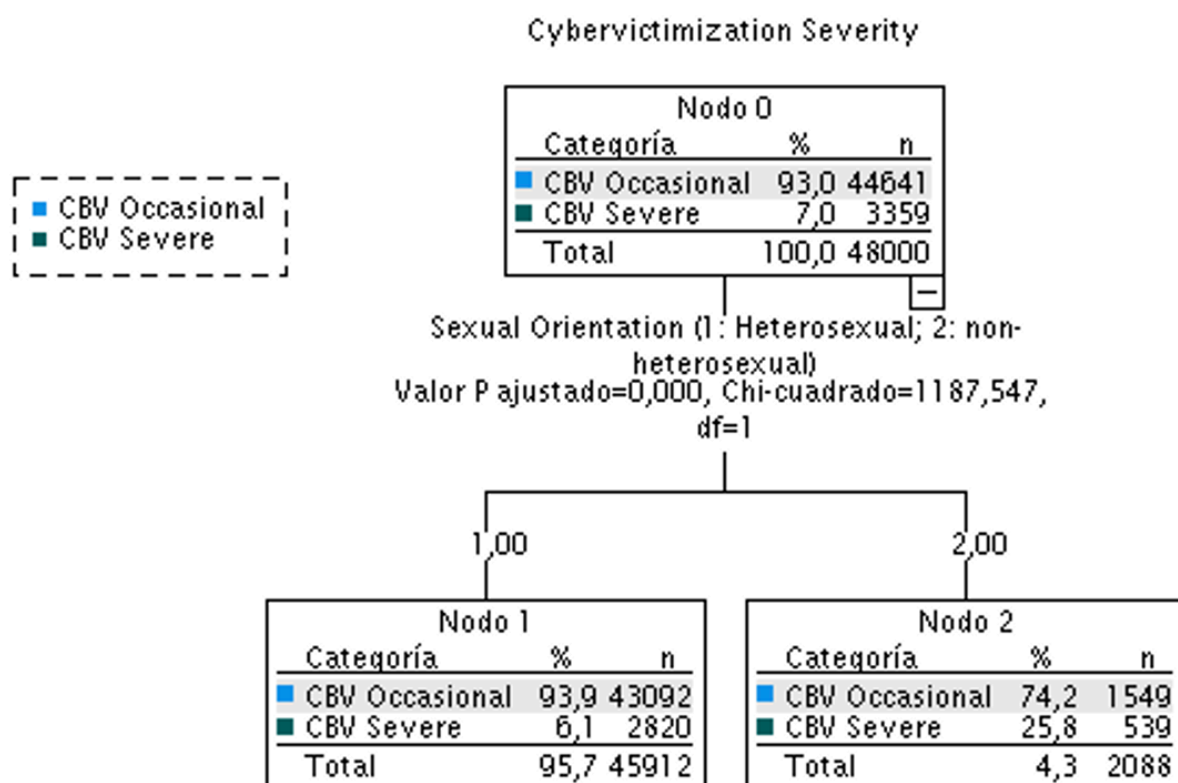 Cybervictimization Severity
Nodo 0
Categoría % n
CBV Occasional 93,0 44641
CBV Severe 7,0 3359
Total 100,0 48000
CBV Occasional
CBV Severe
Sexual Orientation (1: Heterosexual; 2: non-
heterosexual)
Valor P ajustado=0,000, Chi-cuadrado=1187,547,
df=1
1,00
2,00
Nodo 1
Categoría % n
CBV Occasional 93,9 43092
CBV Severe 6,1 2820
Total 95,7 45912
Nodo 2
Categoría % n
CBV Occasional 74,2 1549
CBV Severe 25,8 539
Total 4,3 2088